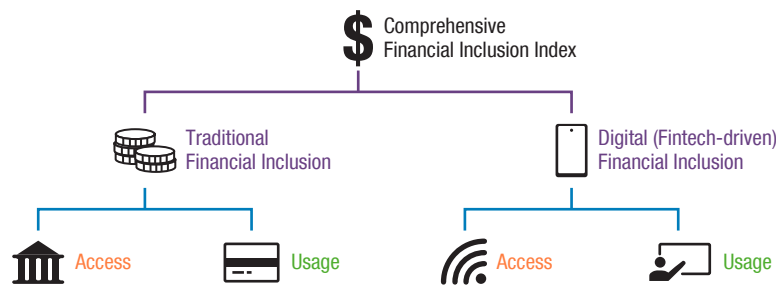 Comprehensive
Financial Inclusion Index
Traditional
Financial Inclusion
Digital (Fintech-driven)
Financial Inclusion
Access
Usage
Access
Usage